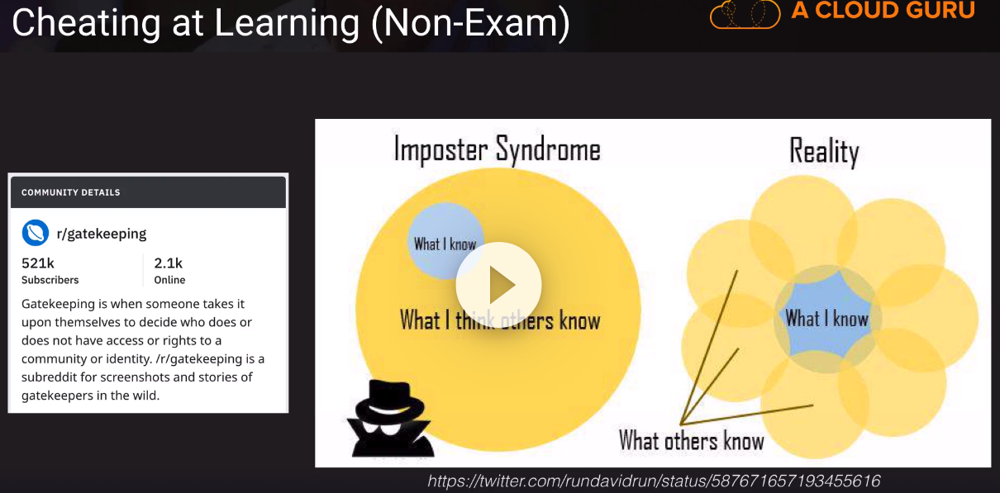 Cheating at Learning (Non-Exam)
A CLOUD GURU
COMMUNITY DETAILS
r/gatekeeping
521k
Subscribers
2.1k
Online
Gatekeeping is when someone takes it
upon themselves to decide who does or
does not have access or rights to a
community or identity. /r/gatekeeping is a
subreddit for screenshots and stories of
gatekeepers in the wild.
Imposter Syndrome
What I know
What I think others know
Reality
What I know
What others know
https://twitter.com/rundavidrun/status/587671657193455616